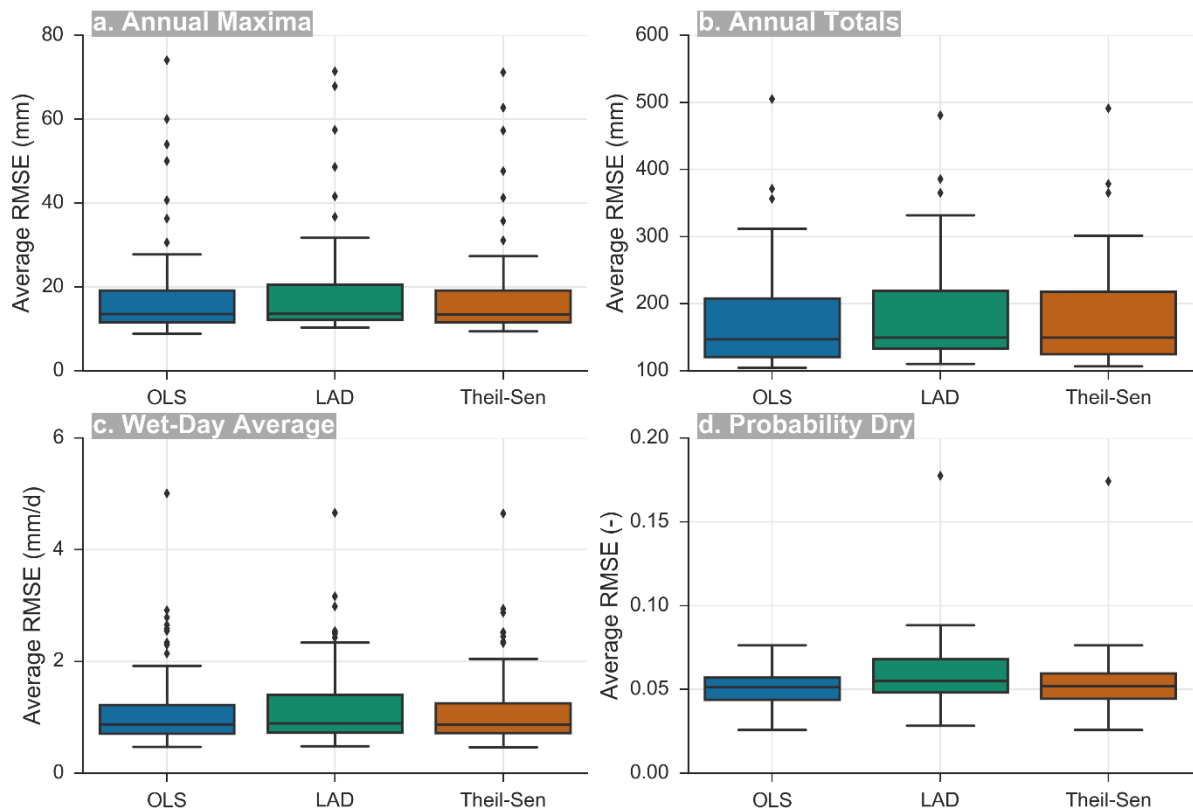 a. Annual Maxima
80
60
40
20
0
Average RMSE (mm)
OLS
LAD
Theil-Sen
b. Annual Totals
600
500
400
300
200
100
Average RMSE (mm)
OLS
LAD
Theil-Sen
c. Wet-Day Average
6
4
2
0
Average RMSE (mm/d)
OLS
LAD
Theil-Sen
d. Probability Dry
0.20
0.15
0.10
0.05
0.00
Average RMSE (-)
OLS
LAD
Theil-Sen